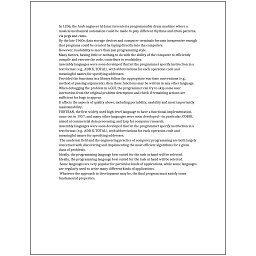 In 1206, the Arab engineer Al-Jazari invented a programmable drum machine where a
musical mechanical automaton could be made to play different rhythms and drum patterns,
via pegs and cams.
By the late 1960s, data storage devices and computer terminals became inexpensive enough
that programs could be created by typing directly into the computers.
However, readability is more than just programming style.
Many factors, having little or nothing to do with the ability of the computer to efficiently
compile and execute the code, contribute to readability.
Assembly languages were soon developed that let the programmer specify instruction in a
text format (e.g., ADD X, TOTAL), with abbreviations for each operation code and
meaningful names for specifying addresses.
Provided the functions in a library follow the appropriate run-time conventions (e.g.,
method of passing arguments), then these functions may be written in any other language.
When debugging the problem in a GUI, the programmer can try to skip some user
interaction from the original problem description and check if remaining actions are
sufficient for bugs to appear.
It affects the aspects of quality above, including portability, usability and most importantly
maintainability.
FORTRAN, the first widely used high-level language to have a functional implementation,
came out in 1957, and many other languages were soon developed—in particular, COBOL
aimed at commercial data processing, and Lisp for computer research.
Assembly languages were soon developed that let the programmer specify instruction in a
text format (e.g., ADD X, TOTAL), with abbreviations for each operation code and
meaningful names for specifying addresses.
The academic field and the engineering practice of computer programming are both largely
concerned with discovering and implementing the most efficient algorithms for a given
class of problems.
Ideally, the programming language best suited for the task at hand will be selected.
Ideally, the programming language best suited for the task at hand will be selected.
Some languages are very popular for particular kinds of applications, while some languages
are regularly used to write many different kinds of applications.
Whatever the approach to development may be, the final program must satisfy some
fundamental properties.